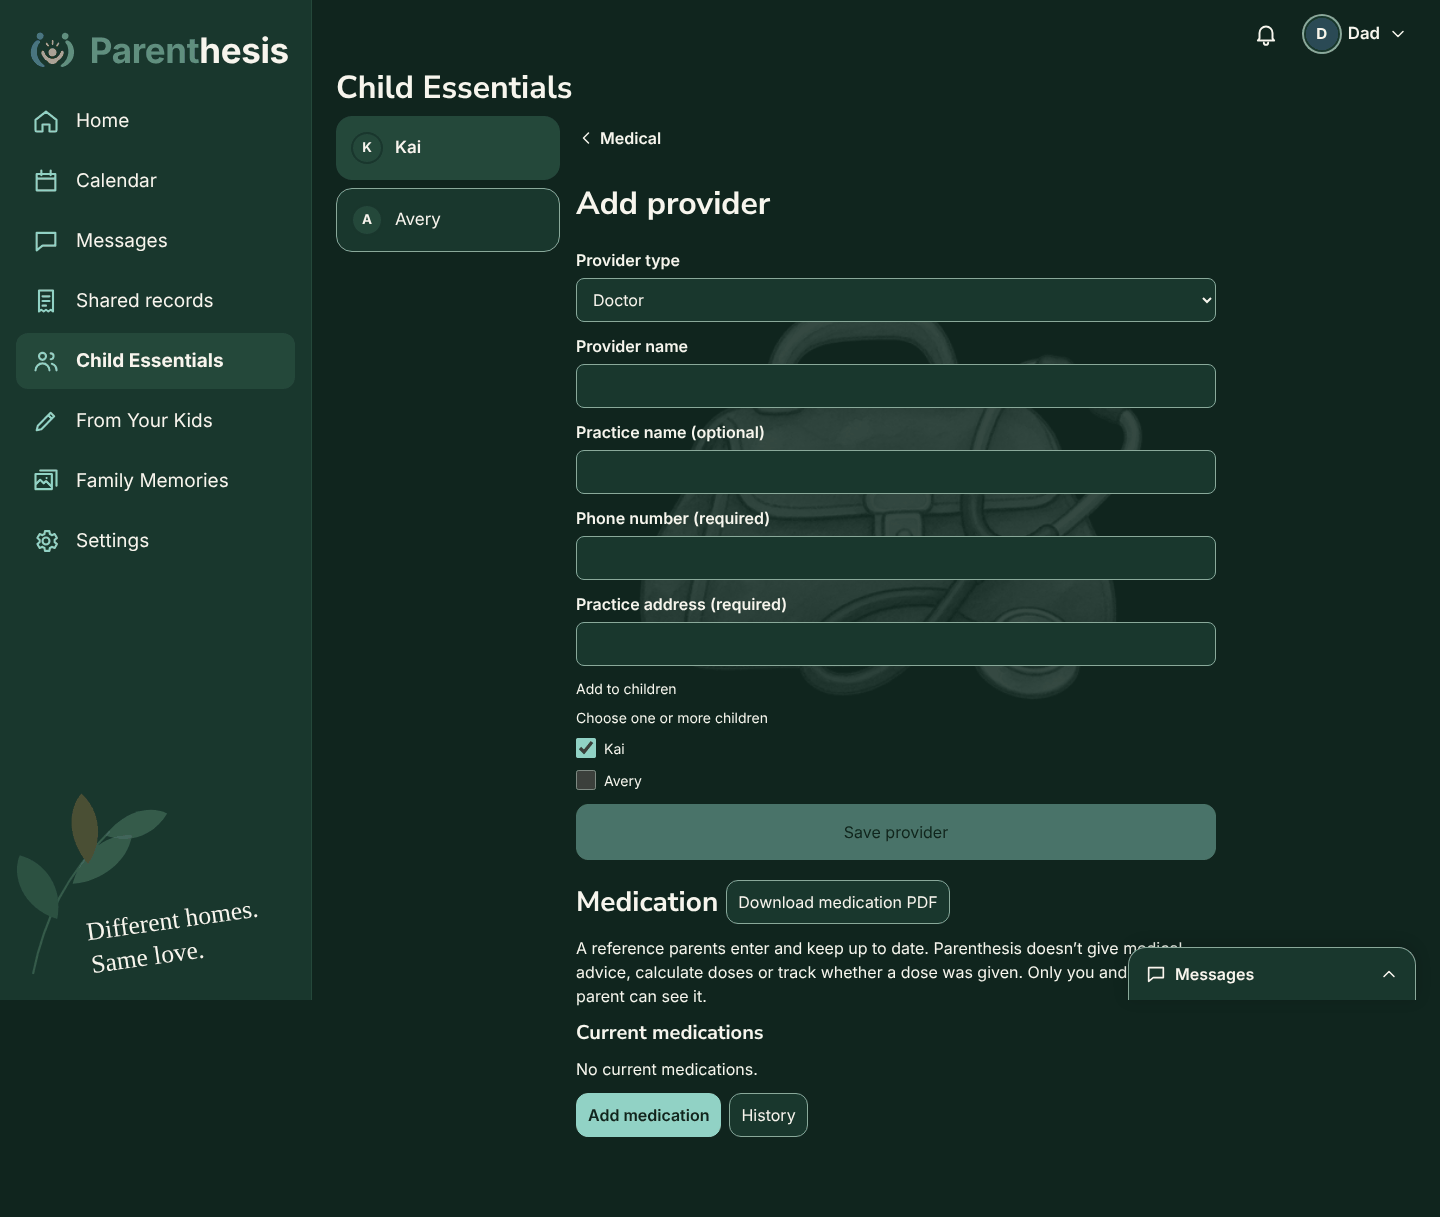 Parenthesis
Home
Calendar
Messages
Shared records
Child Essentials
From Your Kids
Family Memories
Settings
Different homes.
Same love.
D Dad
Child Essentials
K Kai
A Avery
Medical
Add provider
Provider type
Doctor
Provider name
Practice name (optional)
Phone number (required)
Practice address (required)
Add to children
Choose one or more children
Kai
Avery
Save provider
Medication
Download medication PDF
A reference parents enter and keep up to date. Parenthesis doesn’t give medical
advice, calculate doses or track whether a dose was given. Only you and
parent can see it.
Current medications
No current medications.
Add medication
History
Messages